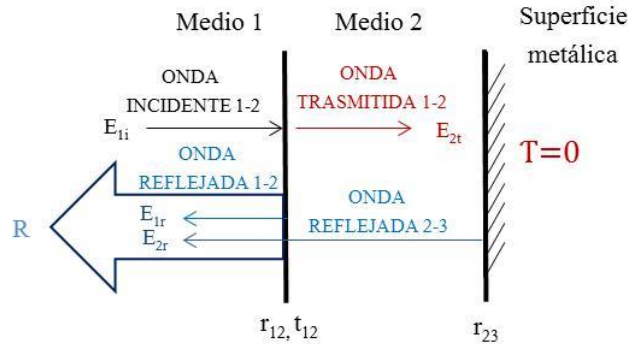 Medio 1
Medio 2
Superficie
metálica
ONDA
INCIDENTE 1-2
ONDA
TRASMITIDA 1-2
E1i
E2t
T=0
ONDA
REFLEJADA 1-2
ONDA
REFLEJADA 2-3
E1r
E2r
R
r12, t12
r23